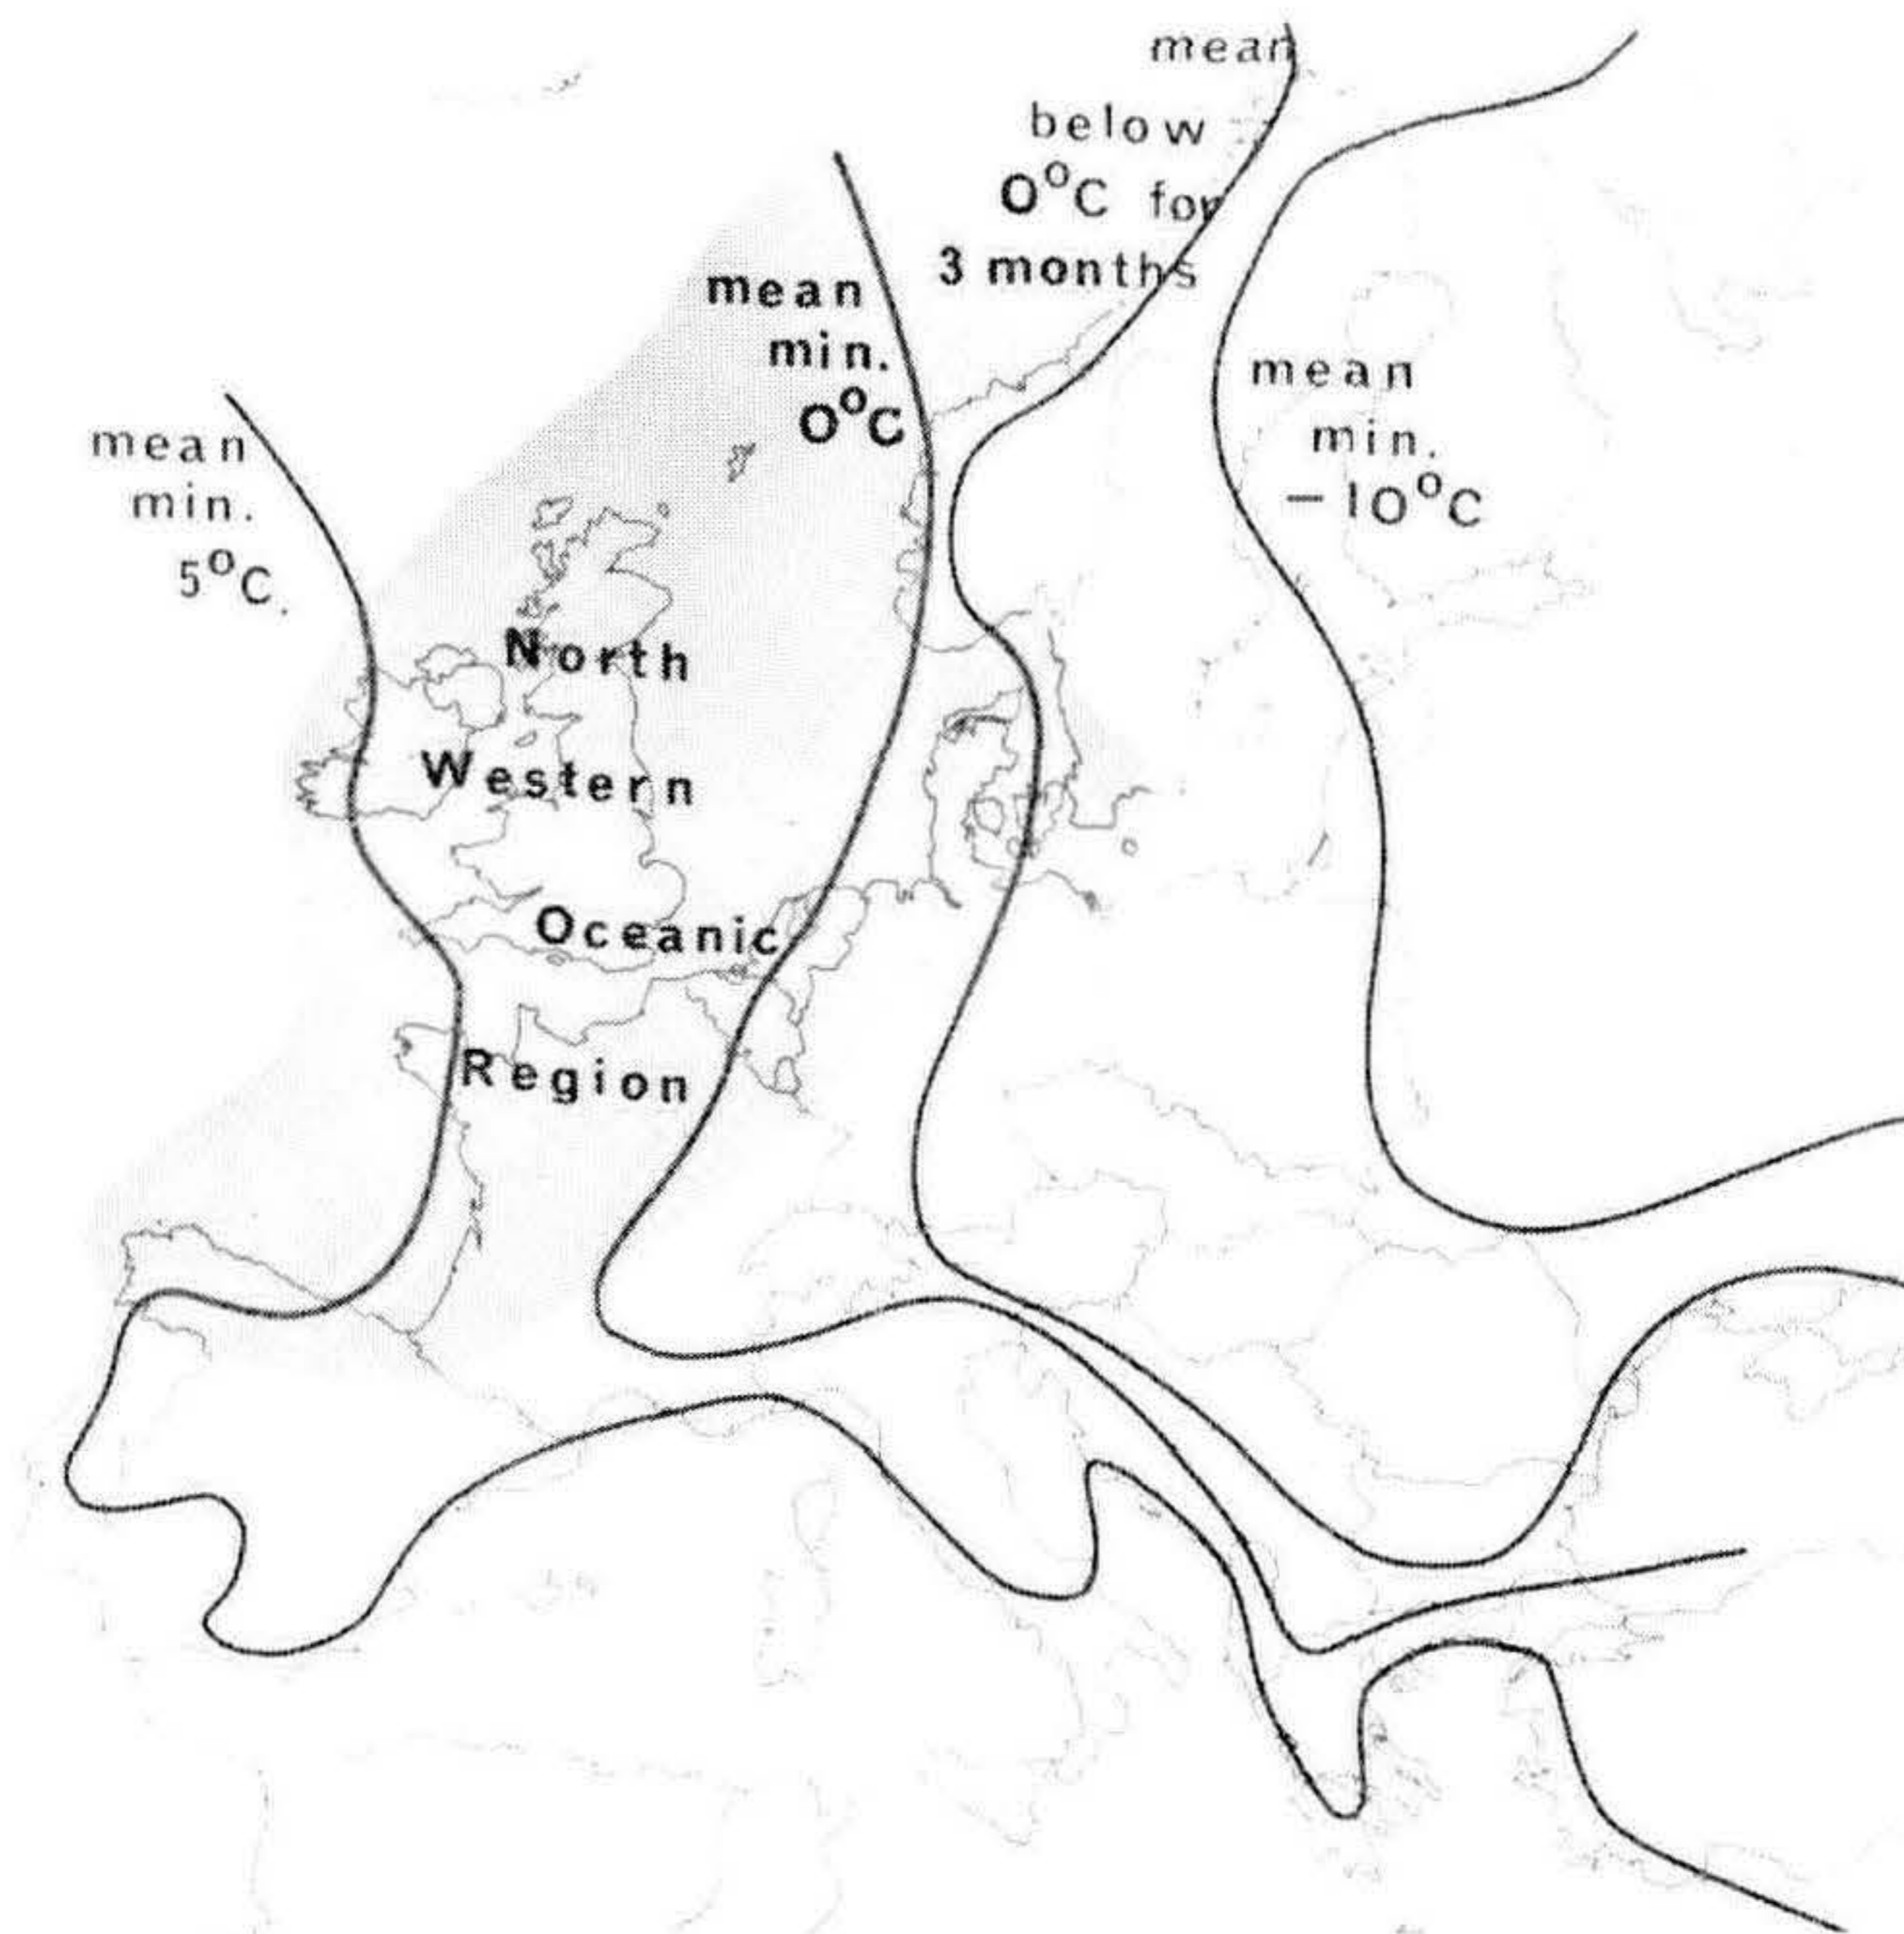 mean
below
0°C for
3 months
mean
min.
0°C
mean
min.
-10°C
mean
min.
5°C.
North
Western
Oceanic
Region